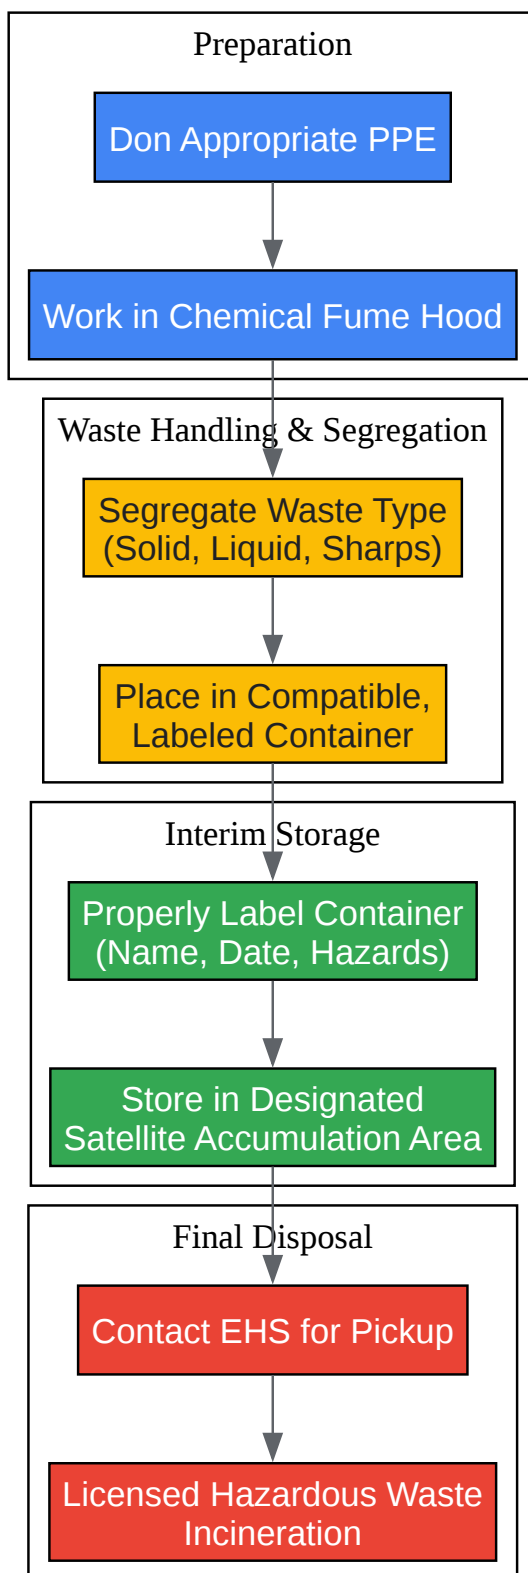 Preparation
Don Appropriate PPE
Work in Chemical Fume Hood
Waste Handling & Segregation
Segregate Waste Type
(Solid, Liquid, Sharps)
Place in Compatible,
Labeled Container
Interim Storage
Properly Label Container
(Name, Date, Hazards)
Store in Designated
Satellite Accumulation Area
Final Disposal
Contact EHS for Pickup
Licensed Hazardous Waste
Incineration